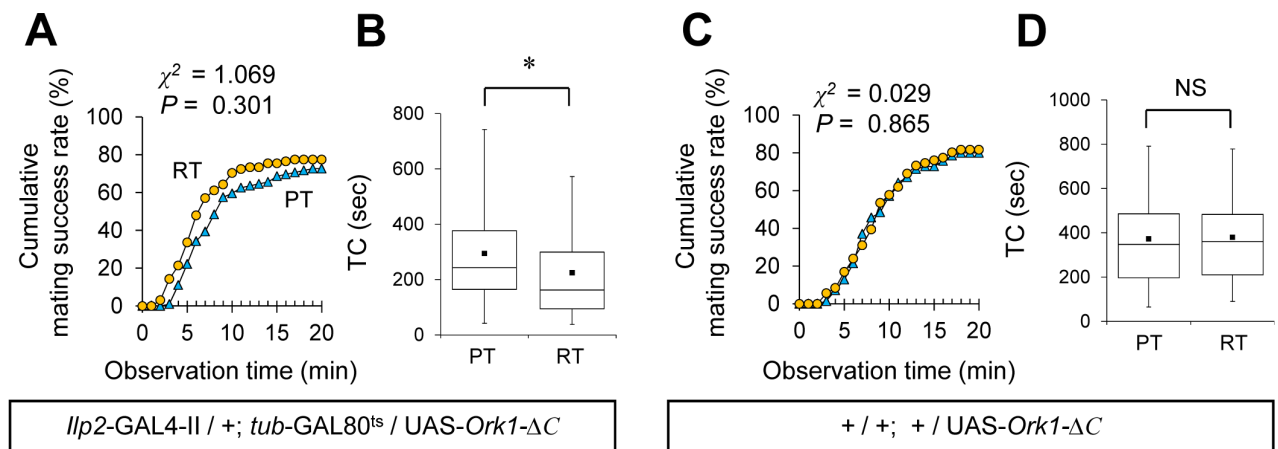 A
χ² = 1.069
P = 0.301
Cumulative
mating success rate (%)
100
80
60
40
20
0
RT
PT
0 5 10 15 20
Observation time (min)
B
*
TC (sec)
800
600
400
200
0
PT RT
Ilp2-GAL4-II / +; tub-GAL80ᵗˢ / UAS-Ork1-ΔC
C
χ² = 0.029
P = 0.865
Cumulative
mating success rate (%)
100
80
60
40
20
0
0 5 10 15 20
Observation time (min)
D
NS
TC (sec)
1000
800
600
400
200
0
PT RT
+ / +; + / UAS-Ork1-ΔC